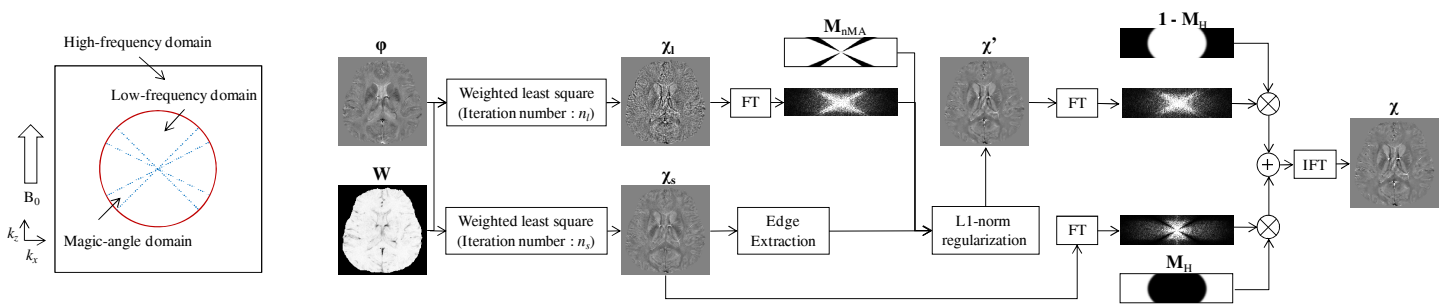 High-frequency domain
Low-frequency domain
B0
kz
kx
Magic-angle domain
φ
W
Weighted least square
(Iteration number : nl)
Weighted least square
(Iteration number : ns)
χl
χs
FT
MnMA
Edge
Extraction
χ’
L1-norm
regularization
FT
FT
1 - MH
MH
+
IFT
χ